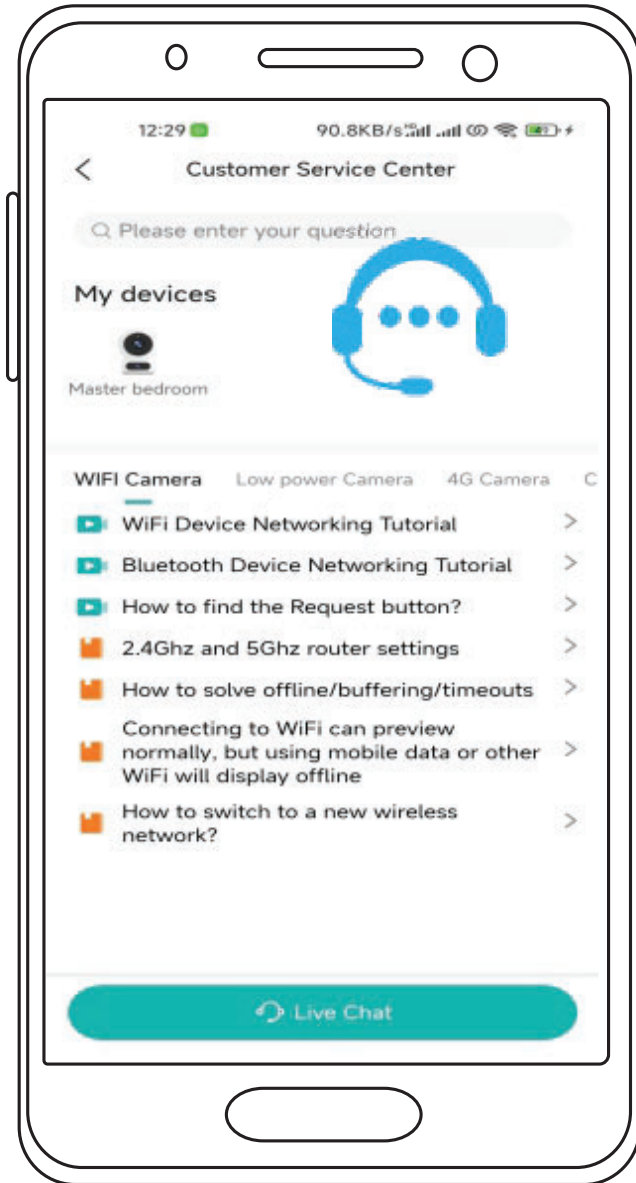 12:29
90.8KB/s
Customer Service Center
Please enter your question
My devices
Master bedroom
WIFI Camera Low power Camera 4G Camera C
WiFi Device Networking Tutorial
Bluetooth Device Networking Tutorial
How to find the Request button?
2.4Ghz and 5Ghz router settings
How to solve offline/buffering/timeouts
Connecting to WiFi can preview
normally, but using mobile data or other
WiFi will display offline
How to switch to a new wireless
network?
Live Chat